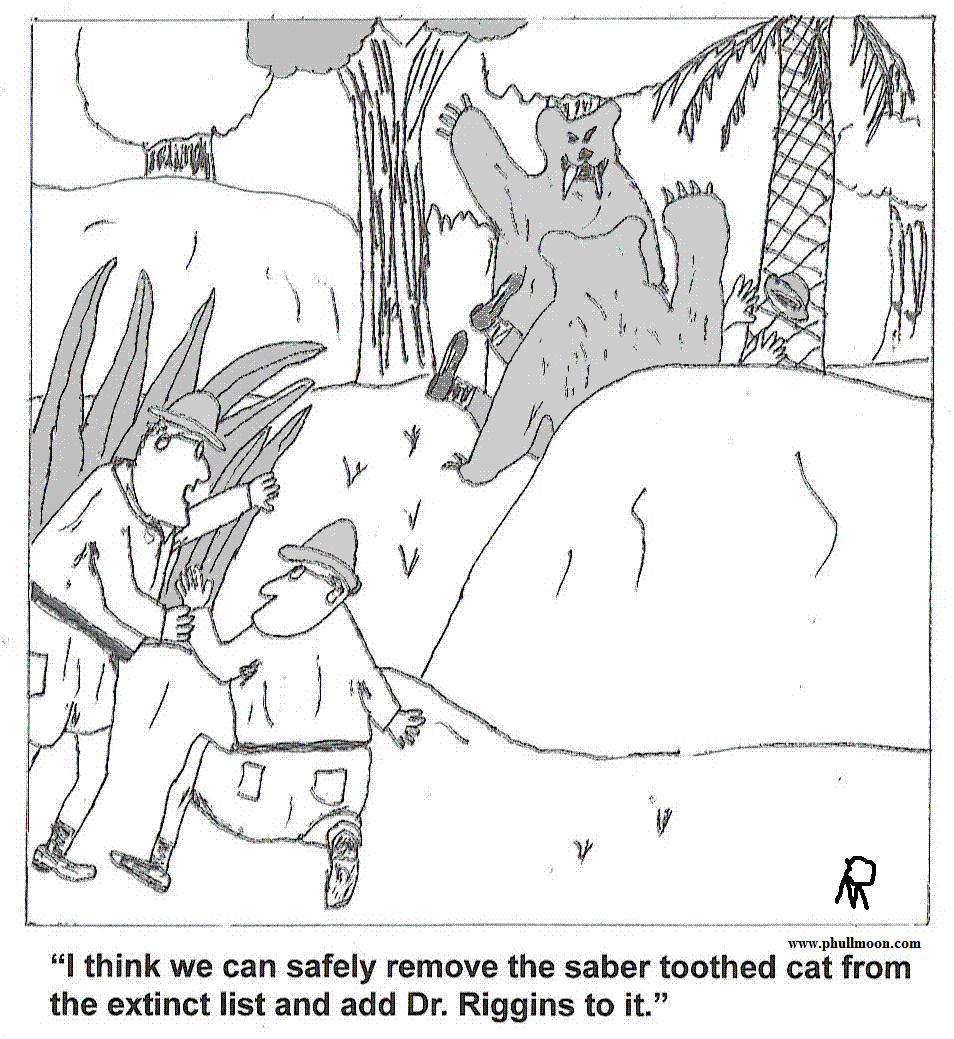 www.phullmoon.com
“I think we can safely remove the saber toothed cat from
the extinct list and add Dr. Riggins to it.”